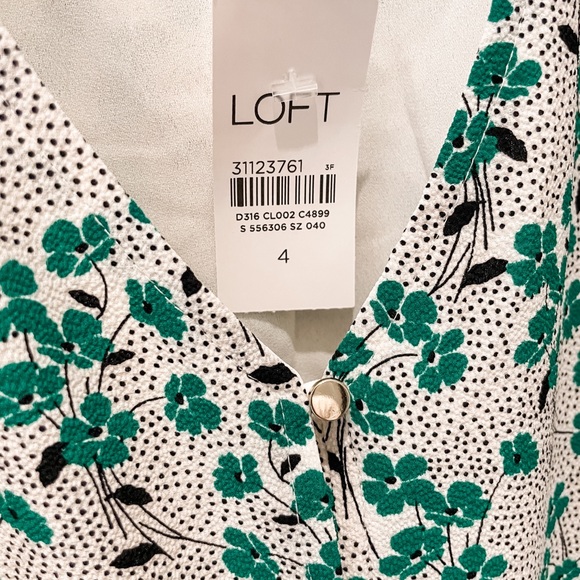 LOFT
31123761 3F
D316 CL002 C4899
S 556306 SZ 040
4